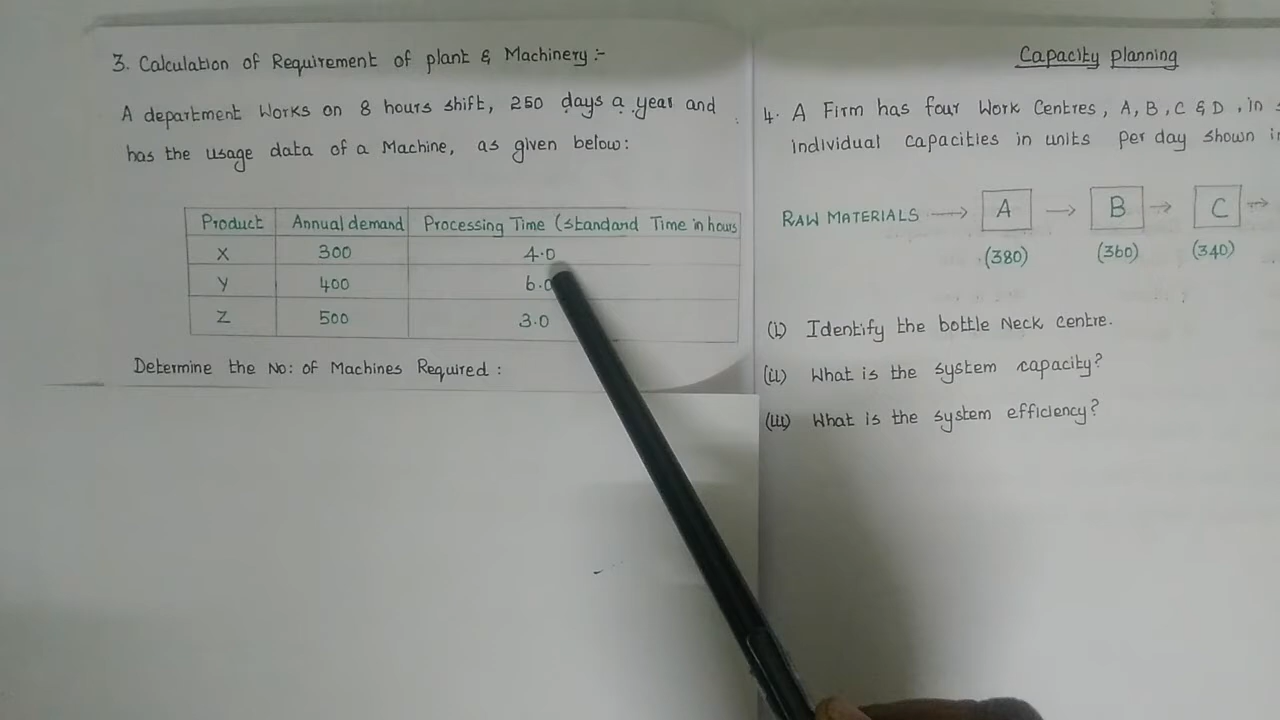 3. Calculation of Requirement of plant & Machinery :-
A department Works on 8 hours shift, 250 days a year and
has the usage data of a Machine, as given below:
Product Annual demand Processing Time (standard Time in hours
X 300 4.0
Y 400 6.0
Z 500 3.0
Determine the No: of Machines Required :
Capacity planning
4. A Firm has four Work Centres, A, B, C & D, in
individual capacities in units per day shown
RAW MATERIALS → A → B → C →
(380) (360) (340)
(i) Identify the bottle Neck centre.
(ii) What is the system capacity?
(iii) What is the system efficiency?